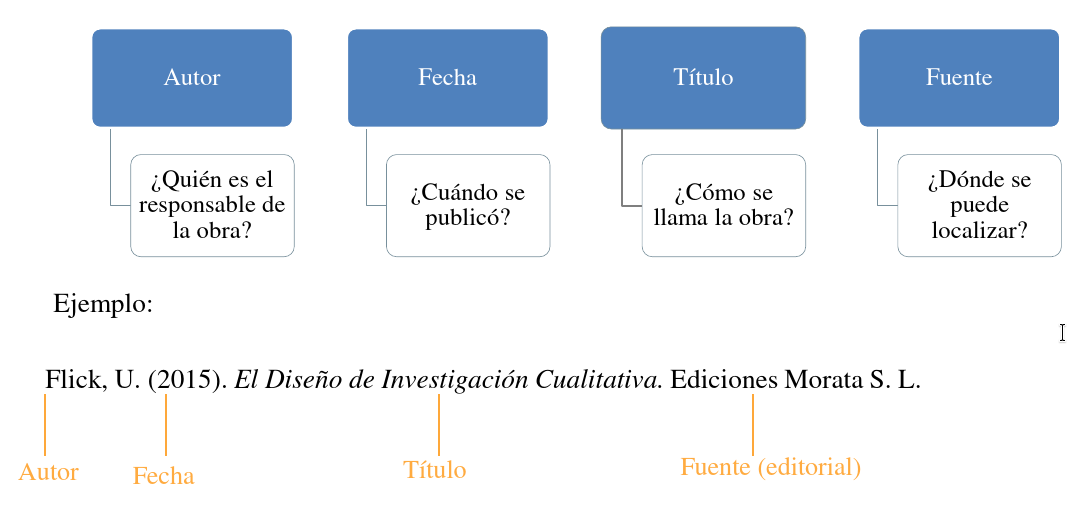 Autor
Fecha
Título
Fuente
¿Quién es el
responsable de
la obra?
¿Cuándo se
publicó?
¿Cómo se
llama la obra?
¿Dónde se
puede
localizar?
Ejemplo:
Flick, U. (2015). El Diseño de Investigación Cualitativa. Ediciones Morata S. L.
Autor
Fecha
Título
Fuente (editorial)